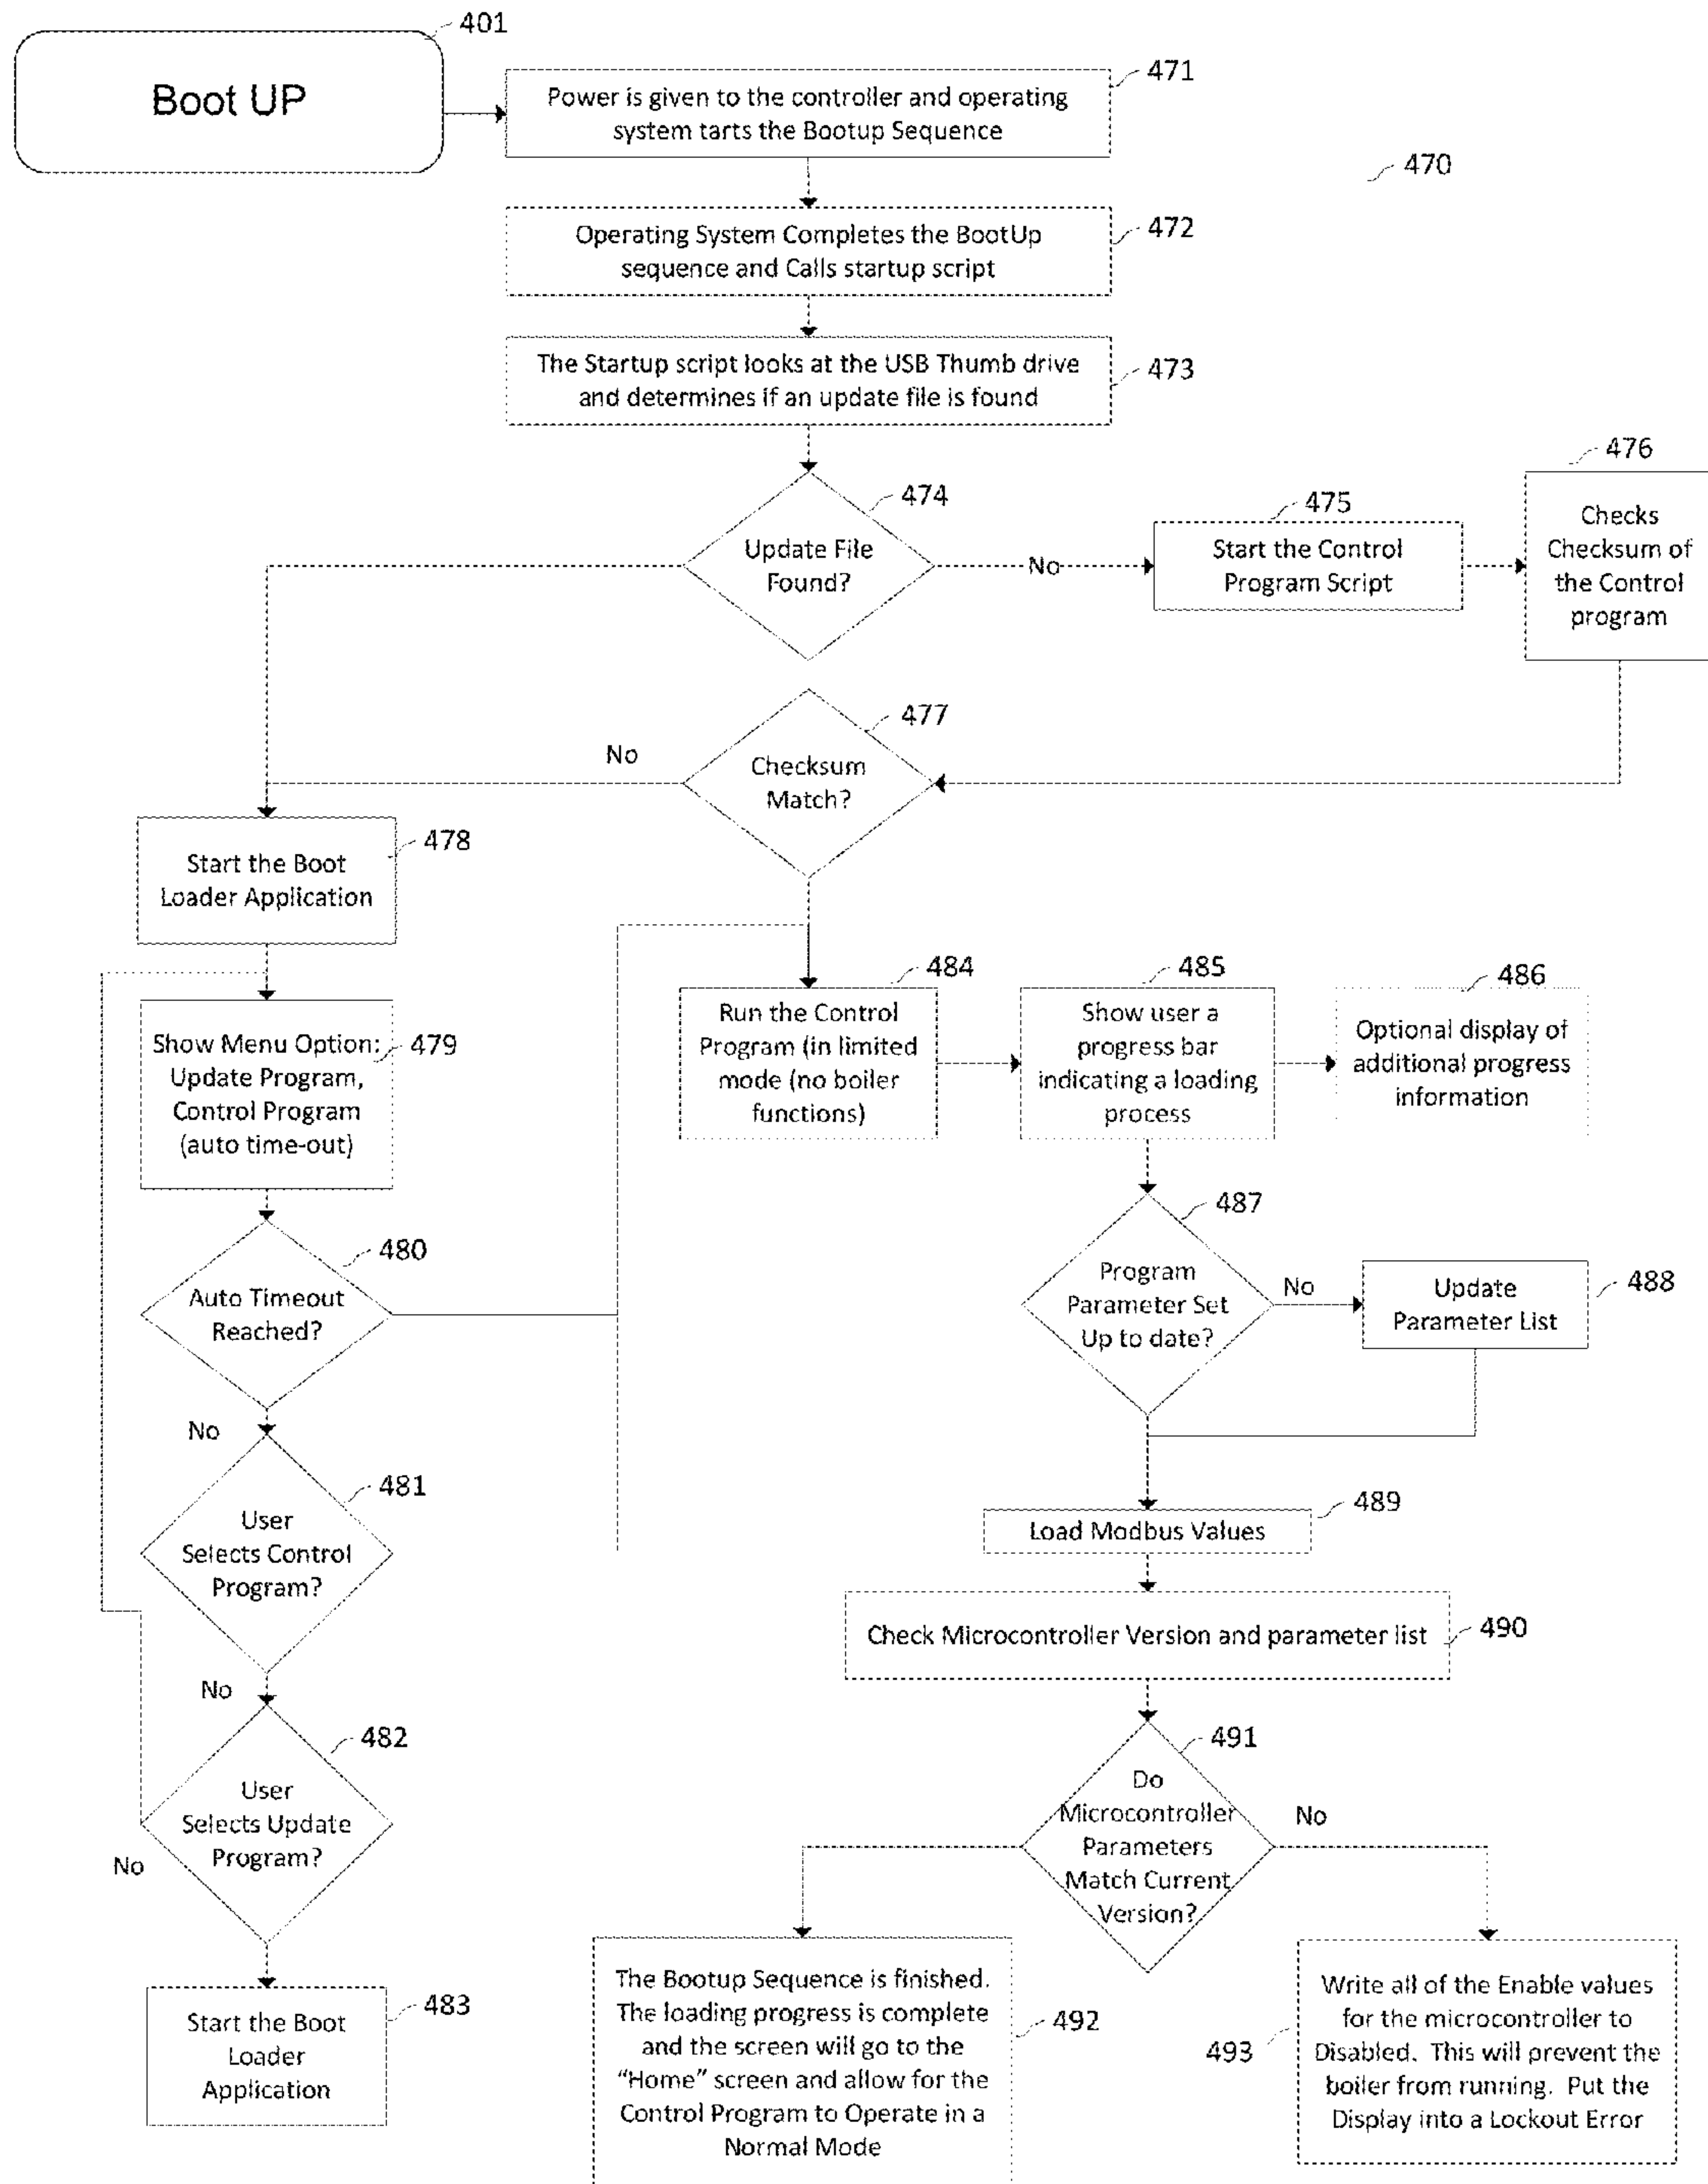 401
Boot UP
471
Power is given to the controller and operating
system tarts the Bootup Sequence
470
472
Operating System Completes the BootUp
sequence and Calls startup script
473
The Startup script looks at the USB Thumb drive
and determines if an update file is found
474
Update File
Found?
No
475
Start the Control
Program Script
476
Checks
Checksum of
the Control
program
477
Checksum
Match?
No
478
Start the Boot
Loader Application
479
Show Menu Option:
Update Program,
Control Program
(auto time-out)
480
Auto Timeout
Reached?
No
481
User
Selects Control
Program?
No
482
User
Selects Update
Program?
No
483
Start the Boot
Loader
Application
484
Run the Control
Program (in limited
mode (no boiler
functions)
485
Show user a
progress bar
indicating a loading
process
486
Optional display of
additional progress
information
487
Program
Parameter Set
Up to date?
No
488
Update
Parameter List
489
Load Modbus Values
490
Check Microcontroller Version and parameter list
491
Do
Microcontroller
Parameters
Match Current
Version?
No
492
The Bootup Sequence is finished.
The loading progress is complete
and the screen will go to the
“Home” screen and allow for the
Control Program to Operate in a
Normal Mode
493
Write all of the Enable values
for the microcontroller to
Disabled. This will prevent the
boiler from running. Put the
Display into a Lockout Error